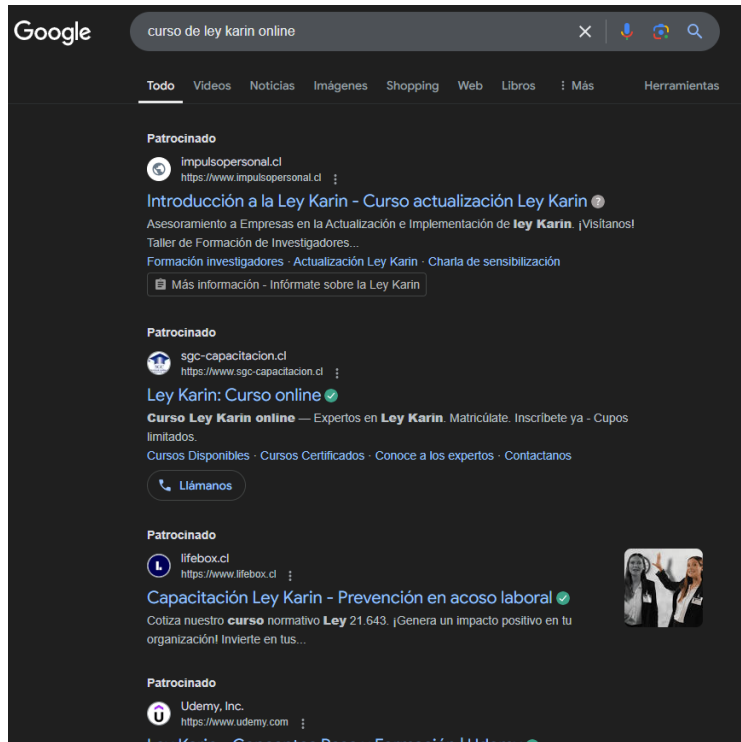 Google
curso de ley karin online
Todo Videos Noticias Imágenes Shopping Web Libros Más Herramientas
Patrocinado
impulsopersonal.cl
https://www.impulsopersonal.cl
Introducción a la Ley Karin - Curso actualización Ley Karin
Asesoramiento a Empresas en la Actualización e Implementación de ley Karin. ¡Visítanos!
Taller de Formación de Investigadores...
Formación investigadores · Actualización Ley Karin · Charla de sensibilización
Más información - Infórmate sobre la Ley Karin
Patrocinado
sgc-capacitacion.cl
https://www.sgc-capacitacion.cl
Ley Karin: Curso online
Curso Ley Karin online — Expertos en Ley Karin. Matricúlate. Inscríbete ya - Cupos
limitados.
Cursos Disponibles · Cursos Certificados · Conoce a los expertos · Contactanos
Llámanos
Patrocinado
lifebox.cl
https://www.lifebox.cl
Capacitación Ley Karin - Prevención en acoso laboral
Cotiza nuestro curso normativo Ley 21.643. ¡Genera un impacto positivo en tu
organización! Invierte en tus...
Patrocinado
Udemy, Inc.
https://www.udemy.com